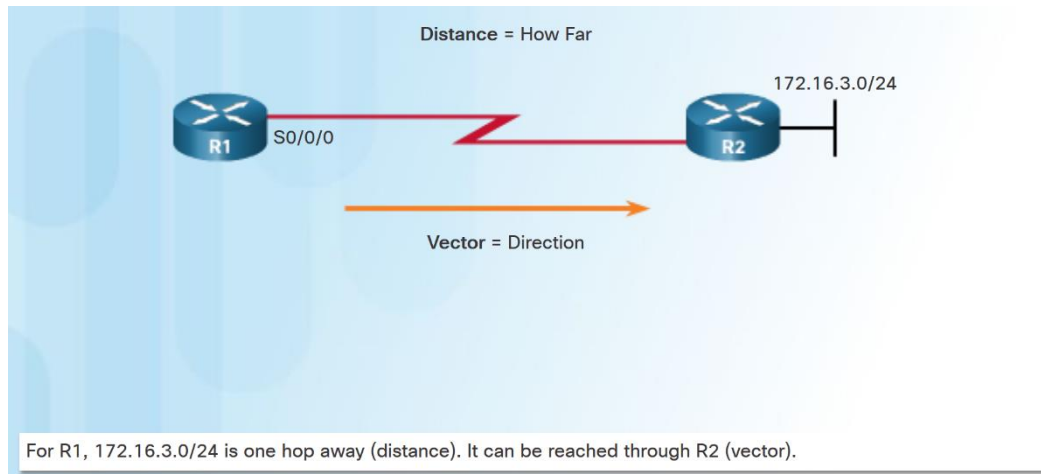 Distance = How Far
172.16.3.0/24
S0/0/0
R1
R2
Vector = Direction
For R1, 172.16.3.0/24 is one hop away (distance). It can be reached through R2 (vector).